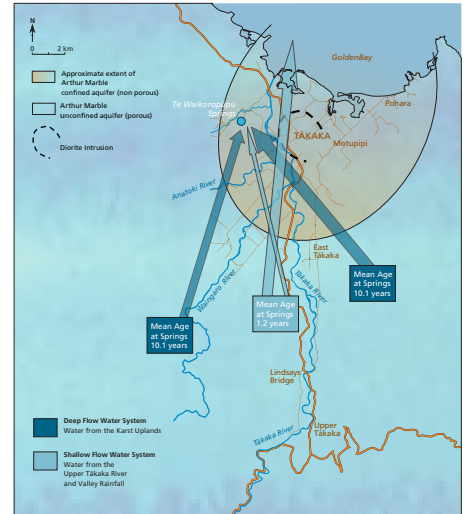 N
0 2 km
Approximate extent of
Arthur Marble
confined aquifer (non porous)
Arthur Marble
unconfined aquifer (porous)
Diorite Intrusion
GoldenBay
Te Waikoropupū
Springs
Pohara
TĀKAKA
Motupipi
Anatoki River
East
Tākaka
Waingaro River
Tākaka River
Mean Age
at Springs
10.1 years
Mean Age
at Springs
1.2 years
Mean Age
at Springs
10.1 years
Lindsays
Bridge
Upper
Tākaka
Tākaka River
Deep Flow Water System
Water from the Karst Uplands
Shallow Flow Water System
Water from the
Upper Tākaka River
and Valley Rainfall